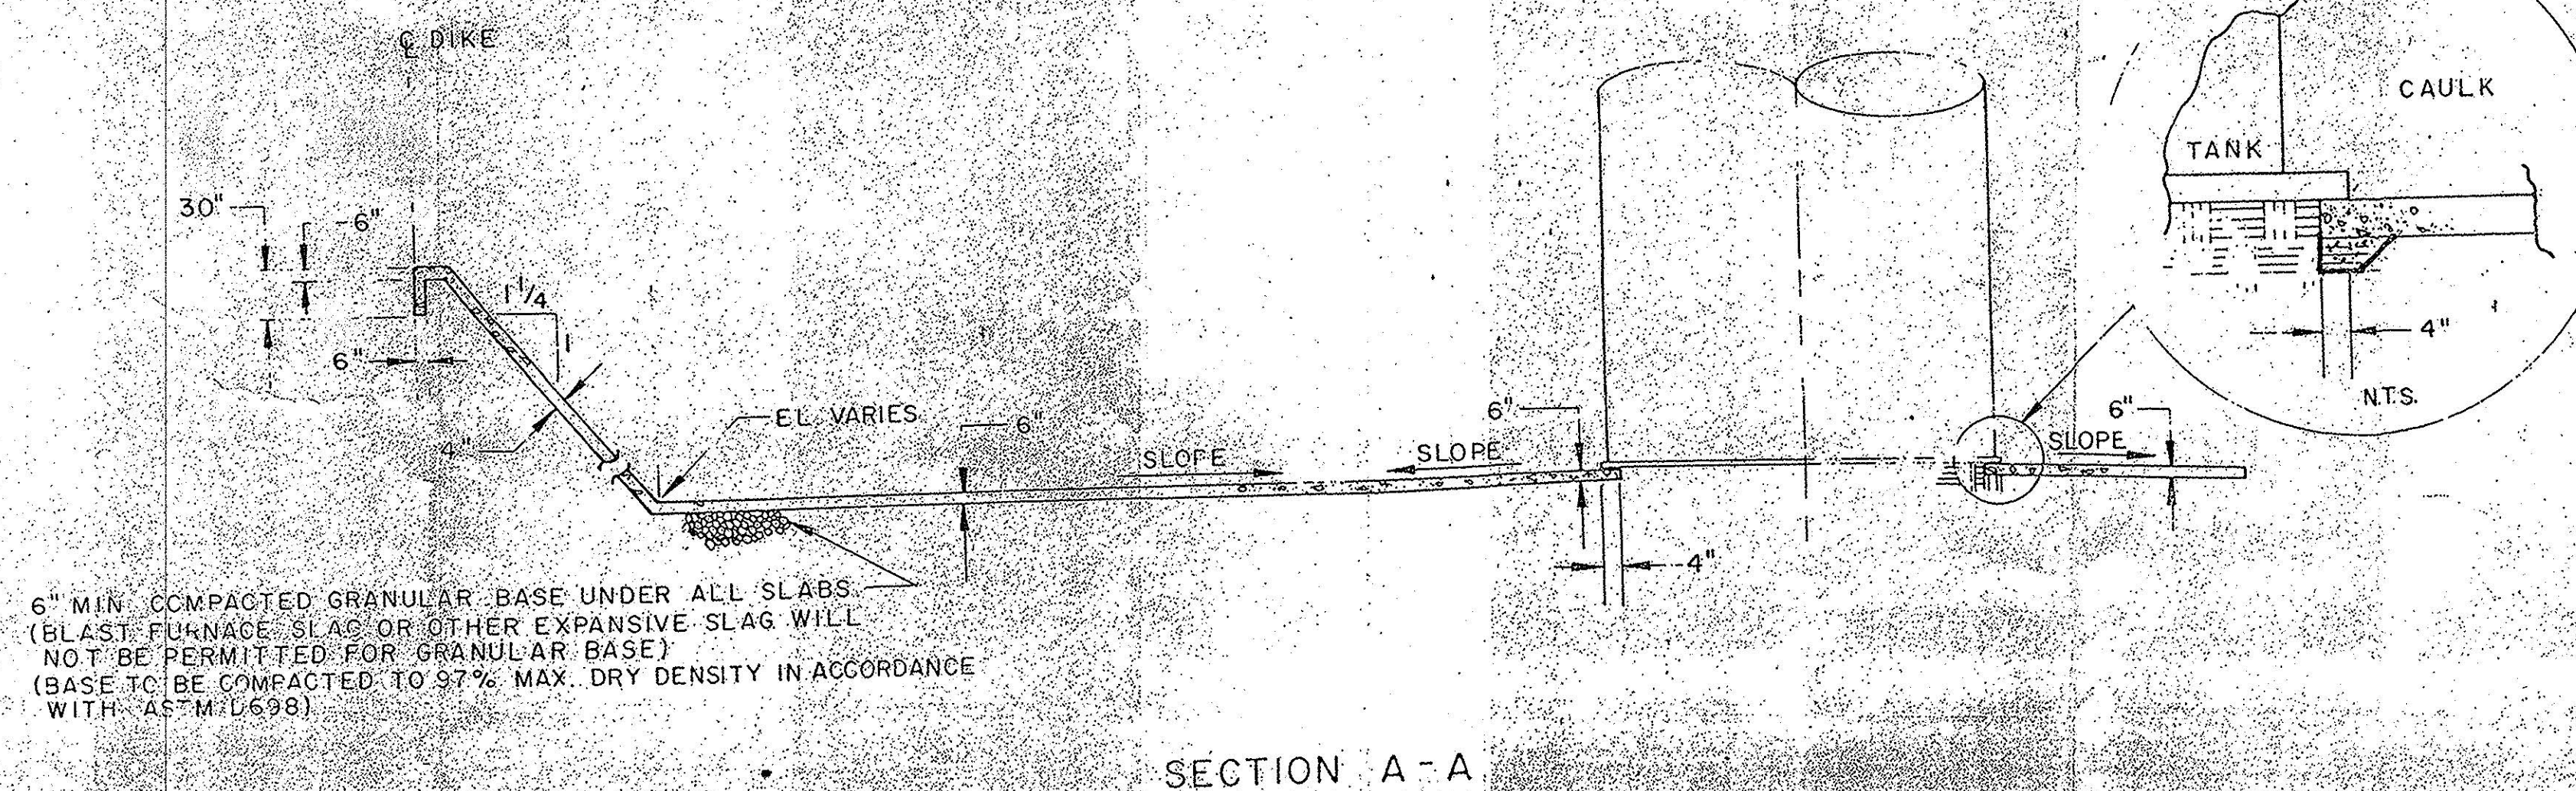 ℄ DIKE
CAULK
TANK
30"
6"
1 1/4
1
6"
4"
4"
N.T.S.
EL. VARIES
6"
6"
6"
SLOPE
SLOPE
SLOPE
4"
6" MIN. COMPACTED GRANULAR BASE UNDER ALL SLABS.
(BLAST FURNACE SLAG OR OTHER EXPANSIVE SLAG WILL
NOT BE PERMITTED FOR GRANULAR BASE)
(BASE TO BE COMPACTED TO 97% MAX. DRY DENSITY IN ACCORDANCE
WITH ASTM D698)
SECTION A-A